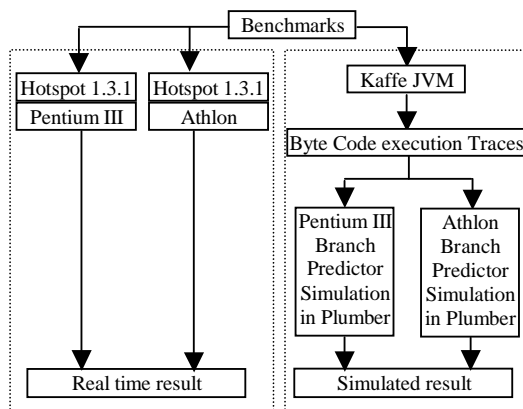 Benchmarks
Hotspot 1.3.1
Pentium III
Hotspot 1.3.1
Athlon
Real time result
Kaffe JVM
Byte Code execution Traces
Pentium III
Branch
Predictor
Simulation
in Plumber
Athlon
Branch
Predictor
Simulation
in Plumber
Simulated result